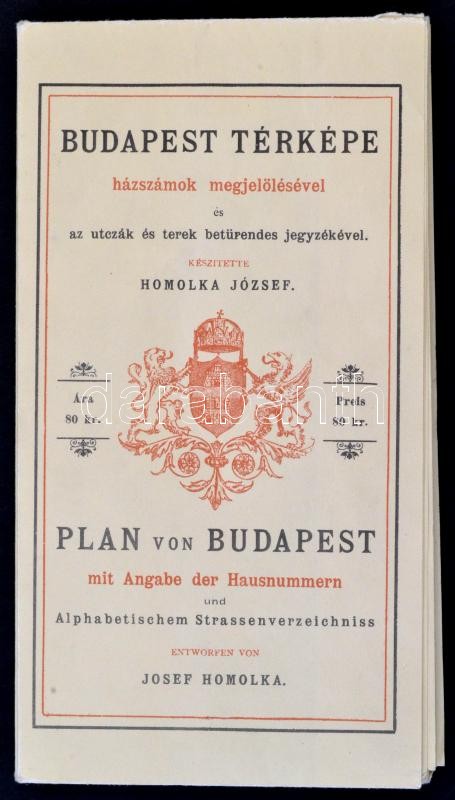 BUDAPEST TÉRKÉPE
házszámok megjelölésével
és
az utczák és terek betürendes jegyzékével.
KÉSZITETTE
HOMOLKA JÓZSEF.
Ára
80 kr.
Preis
80 kr.
darabanth
PLAN VON BUDAPEST
mit Angabe der Hausnummern
und
Alphabetischem Strassenverzeichniss
ENTWORFEN VON
JOSEF HOMOLKA.